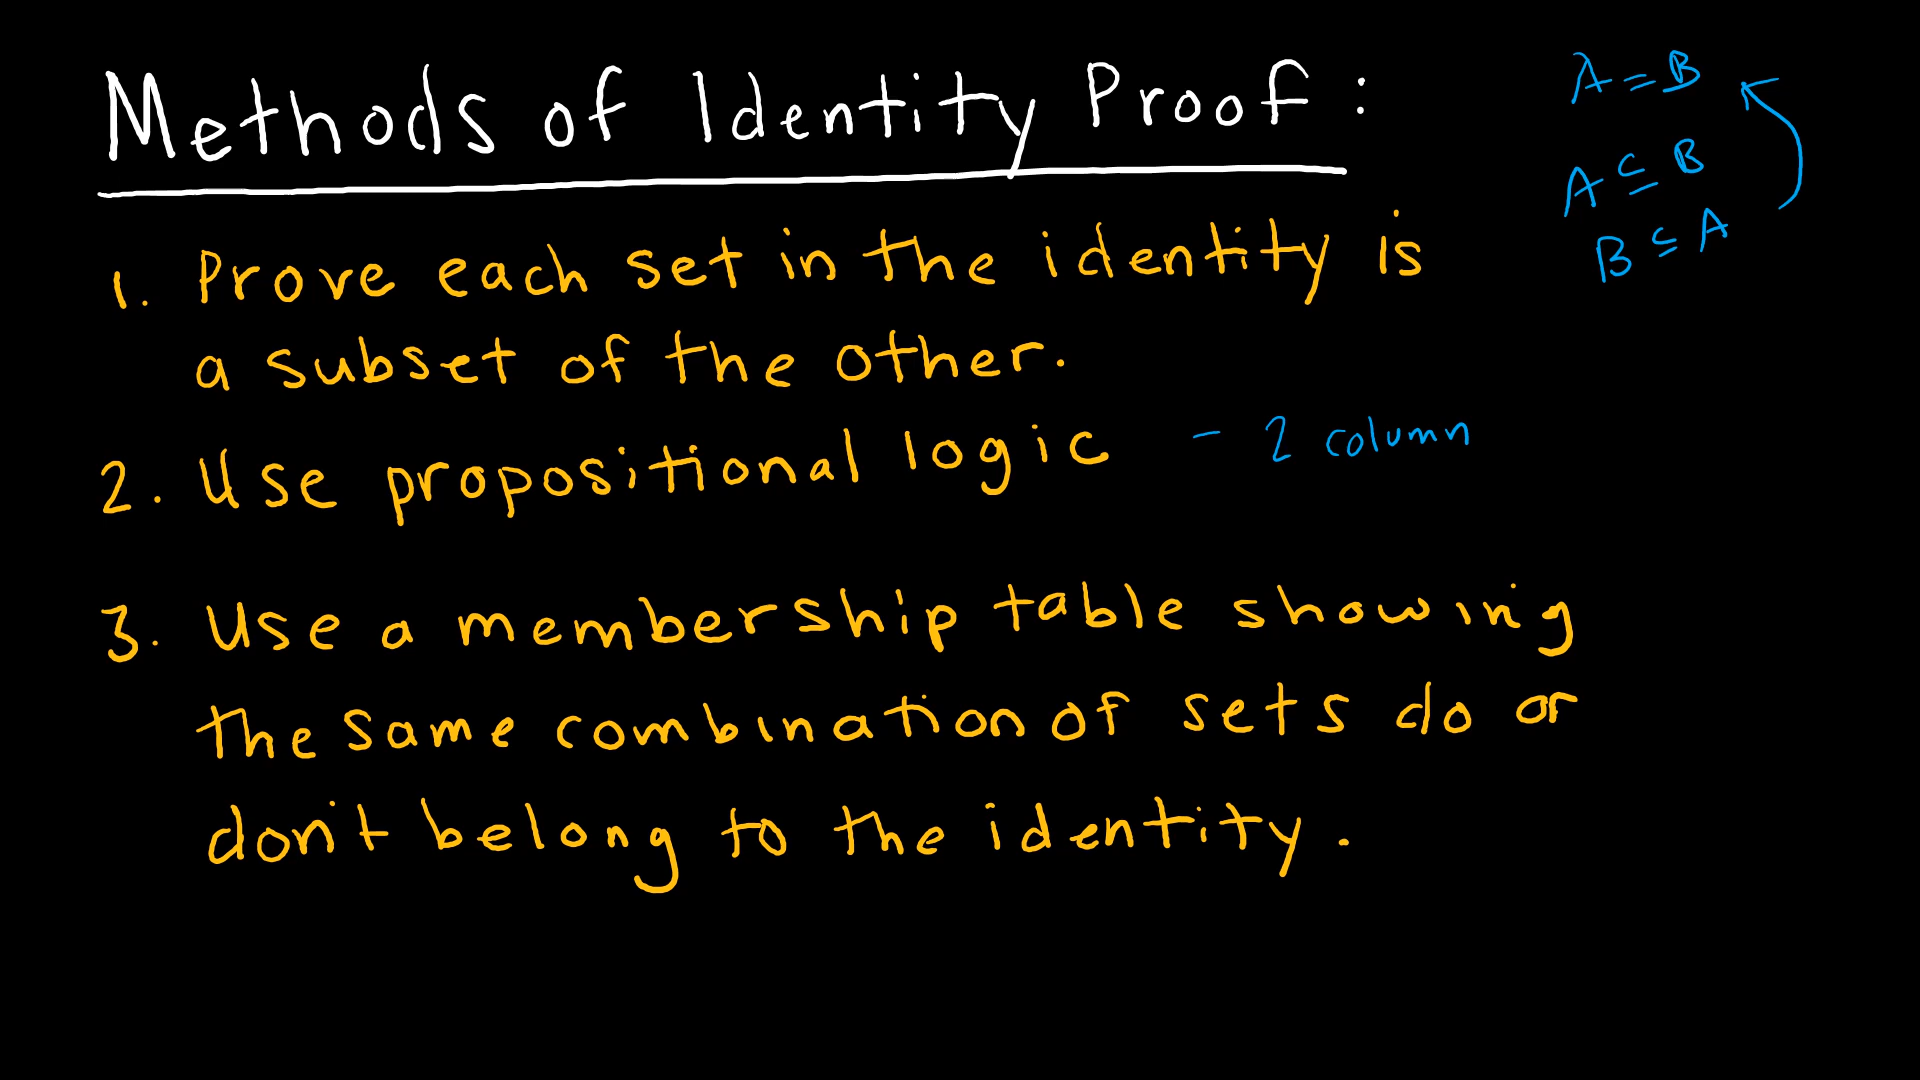 Methods of Identity Proof:
A = B
A ⊆ B
B ⊆ A
1. Prove each set in the identity is
a subset of the other.
2. Use propositional logic - 2 column
3. Use a membership table showing
the same combination of sets do or
don't belong to the identity.